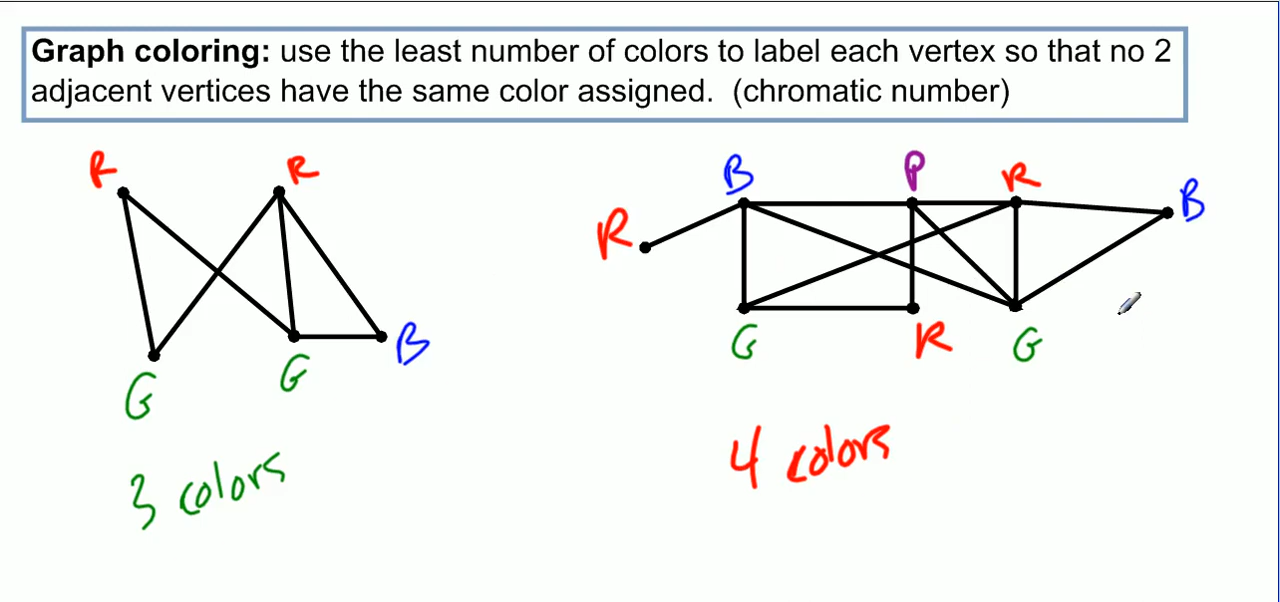 Graph coloring: use the least number of colors to label each vertex so that no 2
adjacent vertices have the same color assigned. (chromatic number)
R
R
G
G
B
3 colors
R
B
P
R
B
G
R
G
4 colors